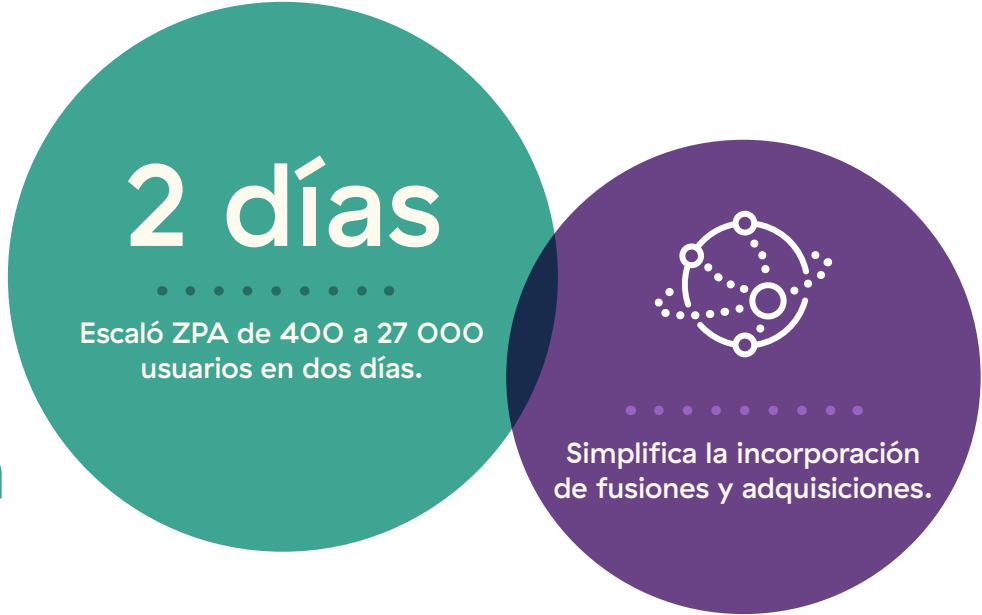 2 días
Escaló ZPA de 400 a 27 000
usuarios en dos días.
Simplifica la incorporación
de fusiones y adquisiciones.